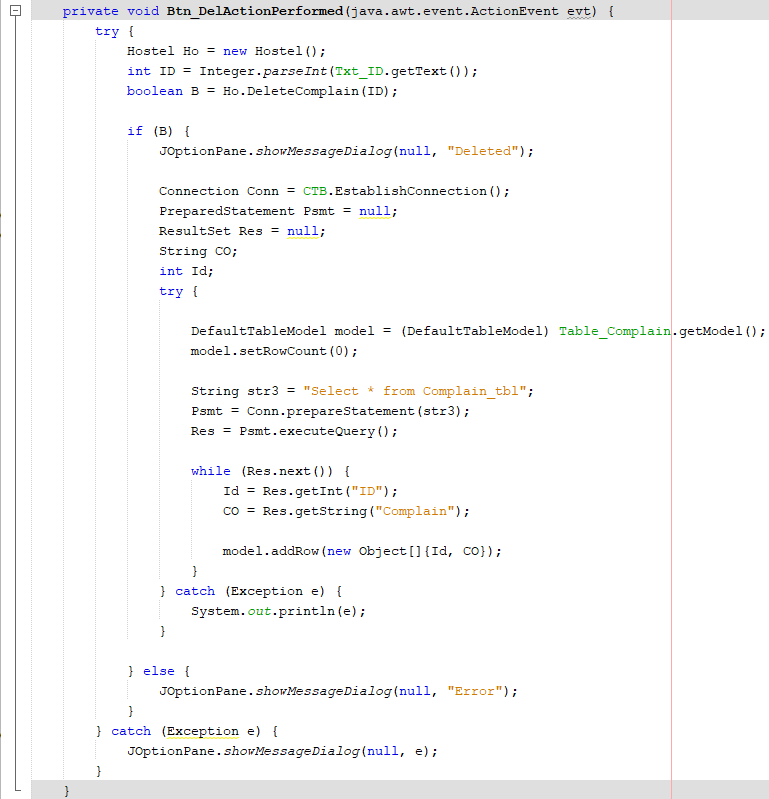 private void Btn_DelActionPerformed(java.awt.event.ActionEvent evt) {
try {
Hostel Ho = new Hostel();
int ID = Integer.parseInt(Txt_ID.getText());
boolean B = Ho.DeleteComplain(ID);
if (B) {
JOptionPane.showMessageDialog(null, "Deleted");
Connection Conn = CTB.EstablishConnection();
PreparedStatement Psmt = null;
ResultSet Res = null;
String CO;
int Id;
try {
DefaultTableModel model = (DefaultTableModel) Table_Complain.getModel();
model.setRowCount(0);
String str3 = "Select * from Complain_tbl";
Psmt = Conn.prepareStatement(str3);
Res = Psmt.executeQuery();
while (Res.next()) {
Id = Res.getInt("ID");
CO = Res.getString("Complain");
model.addRow(new Object[]{Id, CO});
}
} catch (Exception e) {
System.out.println(e);
}
} else {
JOptionPane.showMessageDialog(null, "Error");
}
} catch (Exception e) {
JOptionPane.showMessageDialog(null, e);
}
}